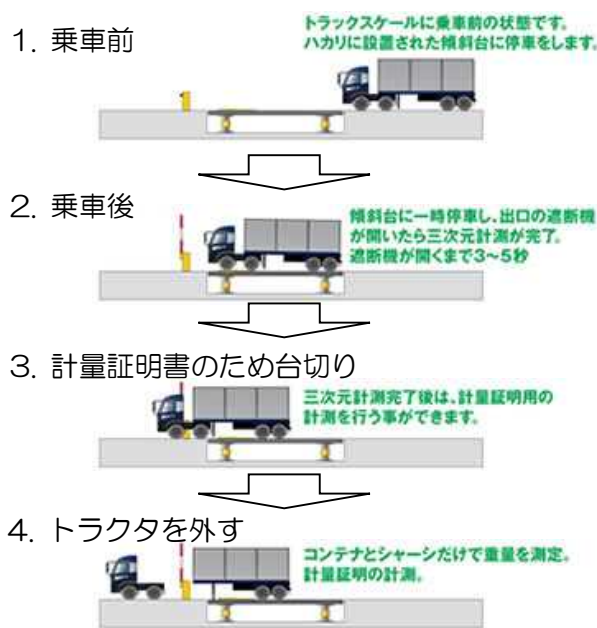 1. 乗車前
トラックスケールに乗車前の状態です。
ハカリに設置された傾斜台に停車をします。
2. 乗車後
傾斜台に一時停車し、出口の遮断機
が開いたら三次元計測が完了。
遮断機が開くまで3~5秒
3. 計量証明書のため台切り
三次元計測完了後は、計量証明用の
計測を行う事ができます。
4. トラクタを外す
コンテナとシャーシだけで重量を測定。
計量証明の計測。